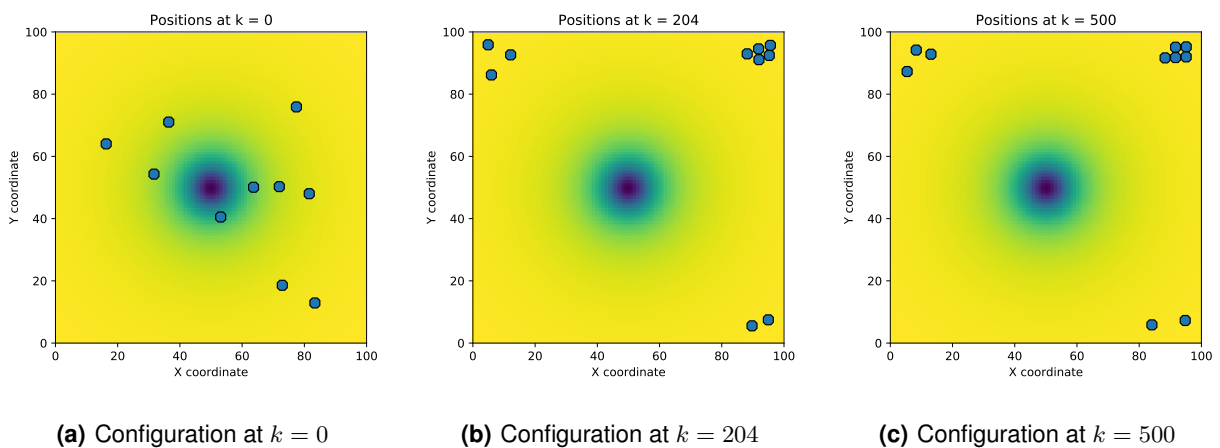 Positions at k = 0
100
80
60
40
20
0
Y coordinate
0 20 40 60 80 100
X coordinate
(a) Configuration at k = 0
Positions at k = 204
100
80
60
40
20
0
Y coordinate
0 20 40 60 80 100
X coordinate
(b) Configuration at k = 204
Positions at k = 500
100
80
60
40
20
0
Y coordinate
0 20 40 60 80 100
X coordinate
(c) Configuration at k = 500